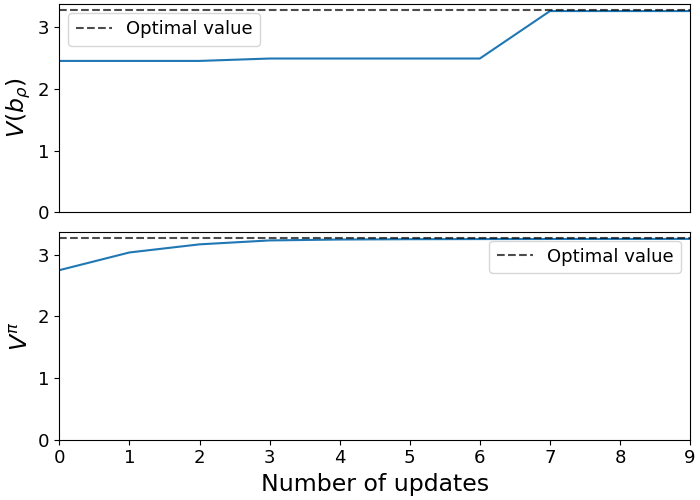 Optimal value
3
2
1
0
V(b_ρ)
Optimal value
3
2
1
0
V^π
0 1 2 3 4 5 6 7 8 9
Number of updates